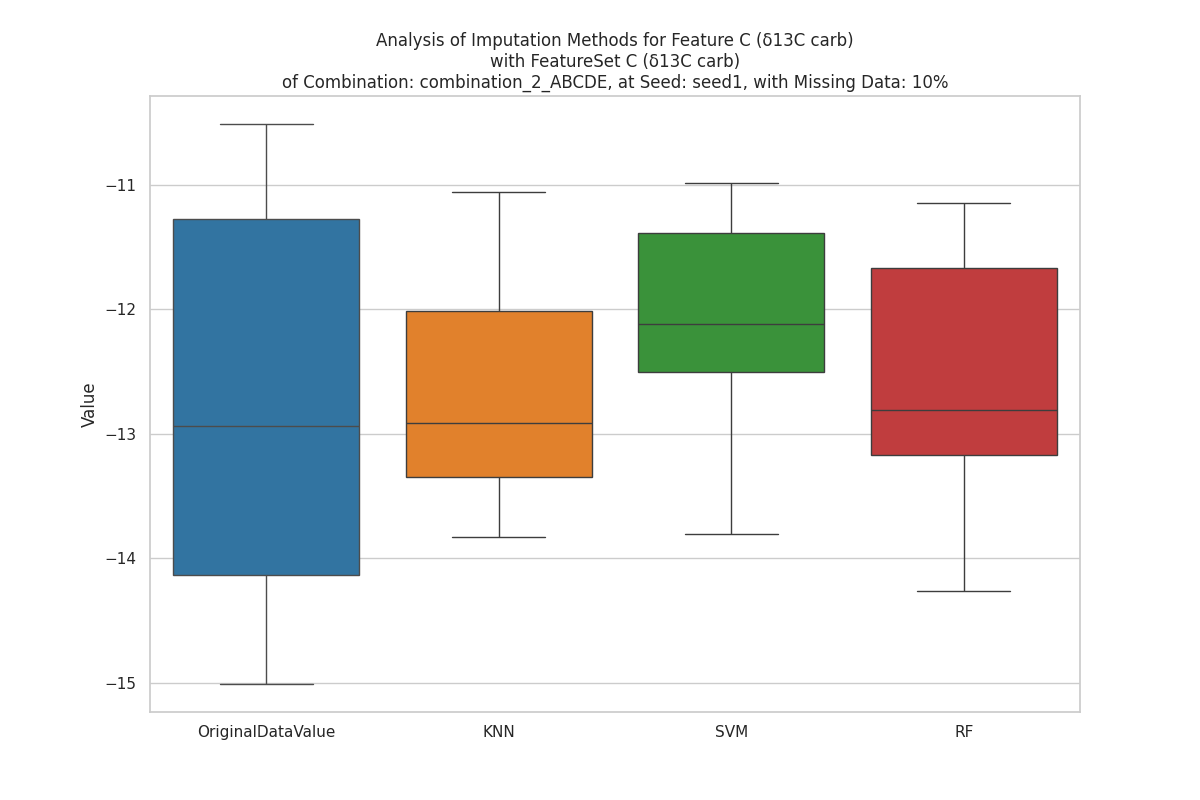 Analysis of Imputation Methods for Feature C (δ13C carb)
with FeatureSet C (δ13C carb)
of Combination: combination_2_ABCDE, at Seed: seed1, with Missing Data: 10%
Value
−11
−12
−13
−14
−15
OriginalDataValue
KNN
SVM
RF